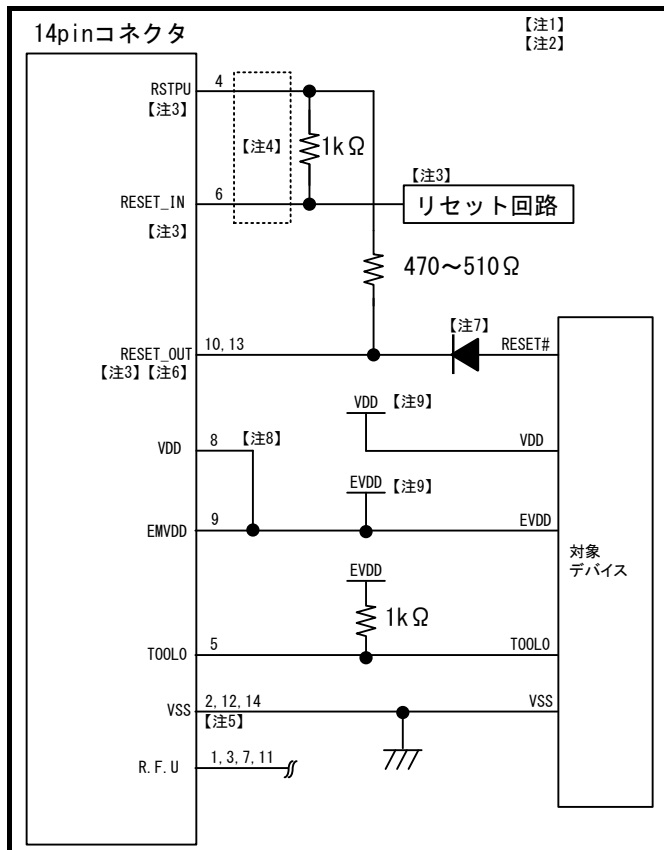 14pinコネクタ
【注1】
【注2】
RSTPU
4
【注3】
【注4】
1kΩ
RESET_IN
6
【注3】
【注3】
リセット回路
470～510Ω
RESET_OUT
10, 13
【注3】【注6】
【注7】
RESET#
VDD
8
【注8】
VDD
【注9】
VDD
EMVDD
9
EVDD
【注9】
EVDD
対象
デバイス
EVDD
1kΩ
TOOL0
5
TOOL0
VSS
2, 12, 14
【注5】
VSS
R.F.U
1, 3, 7, 11